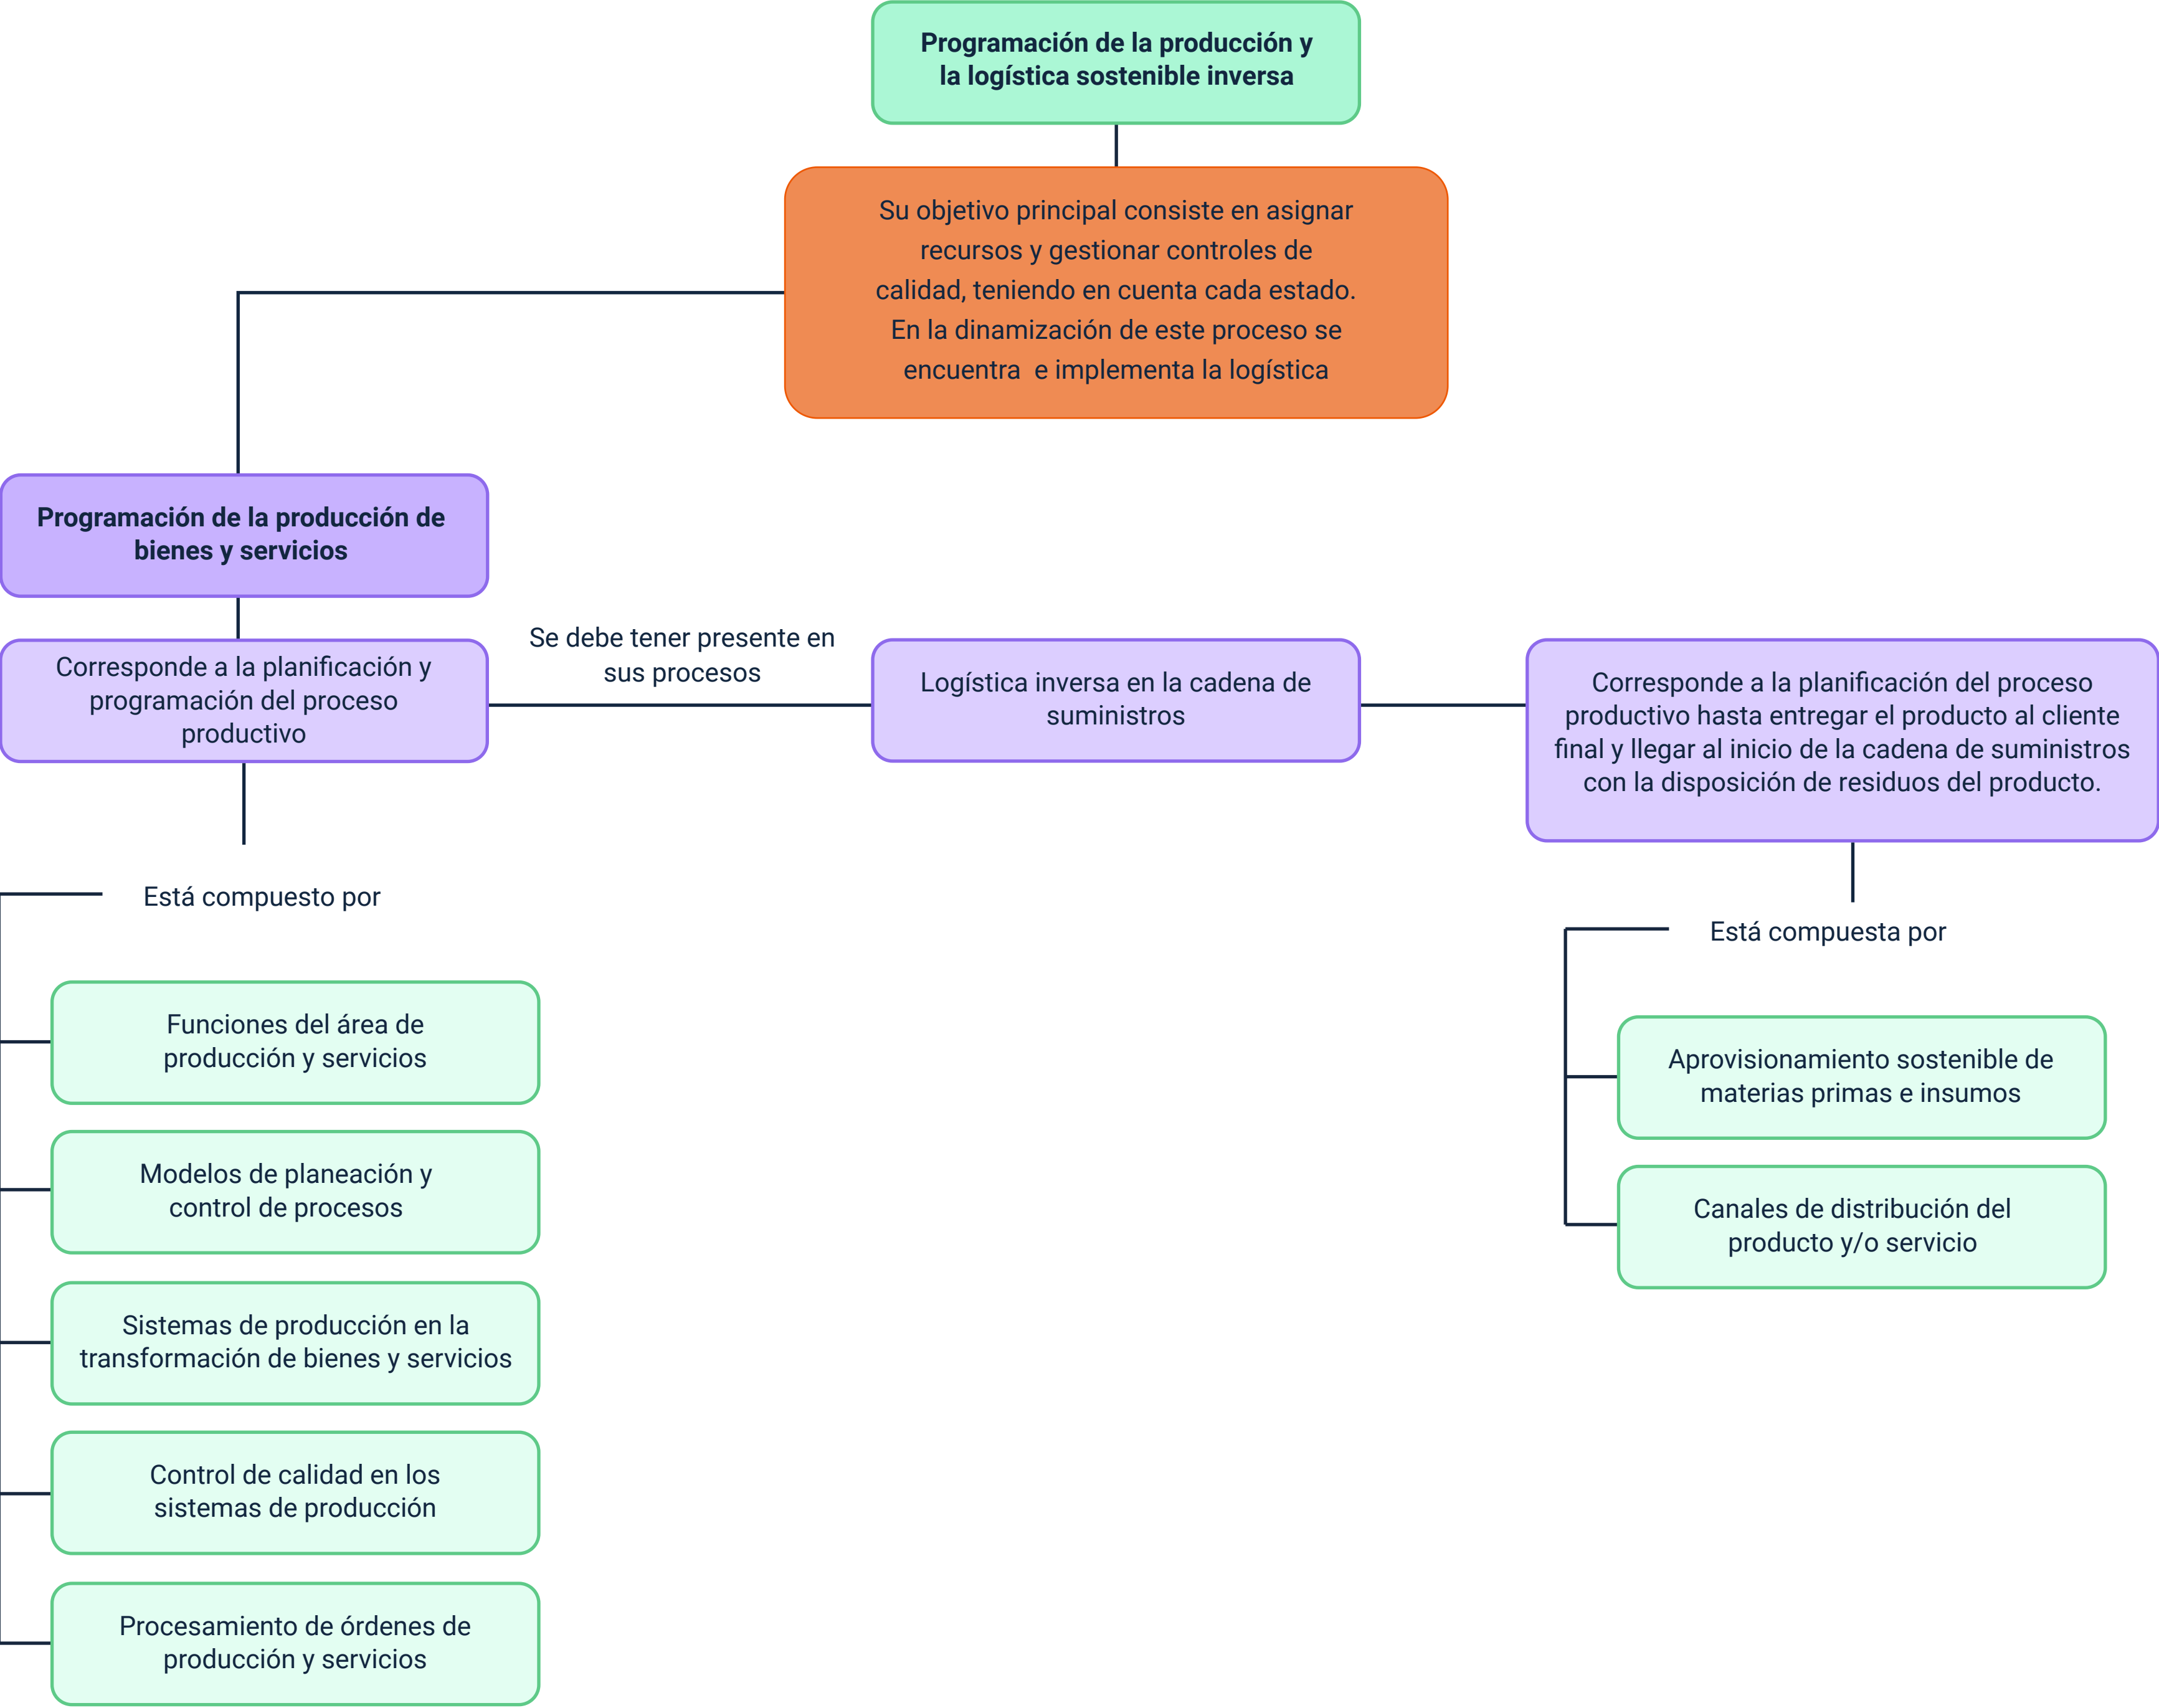 Programación de la producción y
la logística sostenible inversa
Su objetivo principal consiste en asignar
recursos y gestionar controles de
calidad, teniendo en cuenta cada estado.
En la dinamización de este proceso se
encuentra  e implementa la logística
Programación de la producción de
bienes y servicios
Corresponde a la planificación y
programación del proceso
productivo
Se debe tener presente en
sus procesos
Logística inversa en la cadena de
suministros
Corresponde a la planificación del proceso
productivo hasta entregar el producto al cliente
final y llegar al inicio de la cadena de suministros
con la disposición de residuos del producto.
Está compuesto por
Funciones del área de
producción y servicios
Modelos de planeación y
control de procesos
Sistemas de producción en la
transformación de bienes y servicios
Control de calidad en los
sistemas de producción
Procesamiento de órdenes de
producción y servicios
Está compuesta por
Aprovisionamiento sostenible de
materias primas e insumos
Canales de distribución del
producto y/o servicio